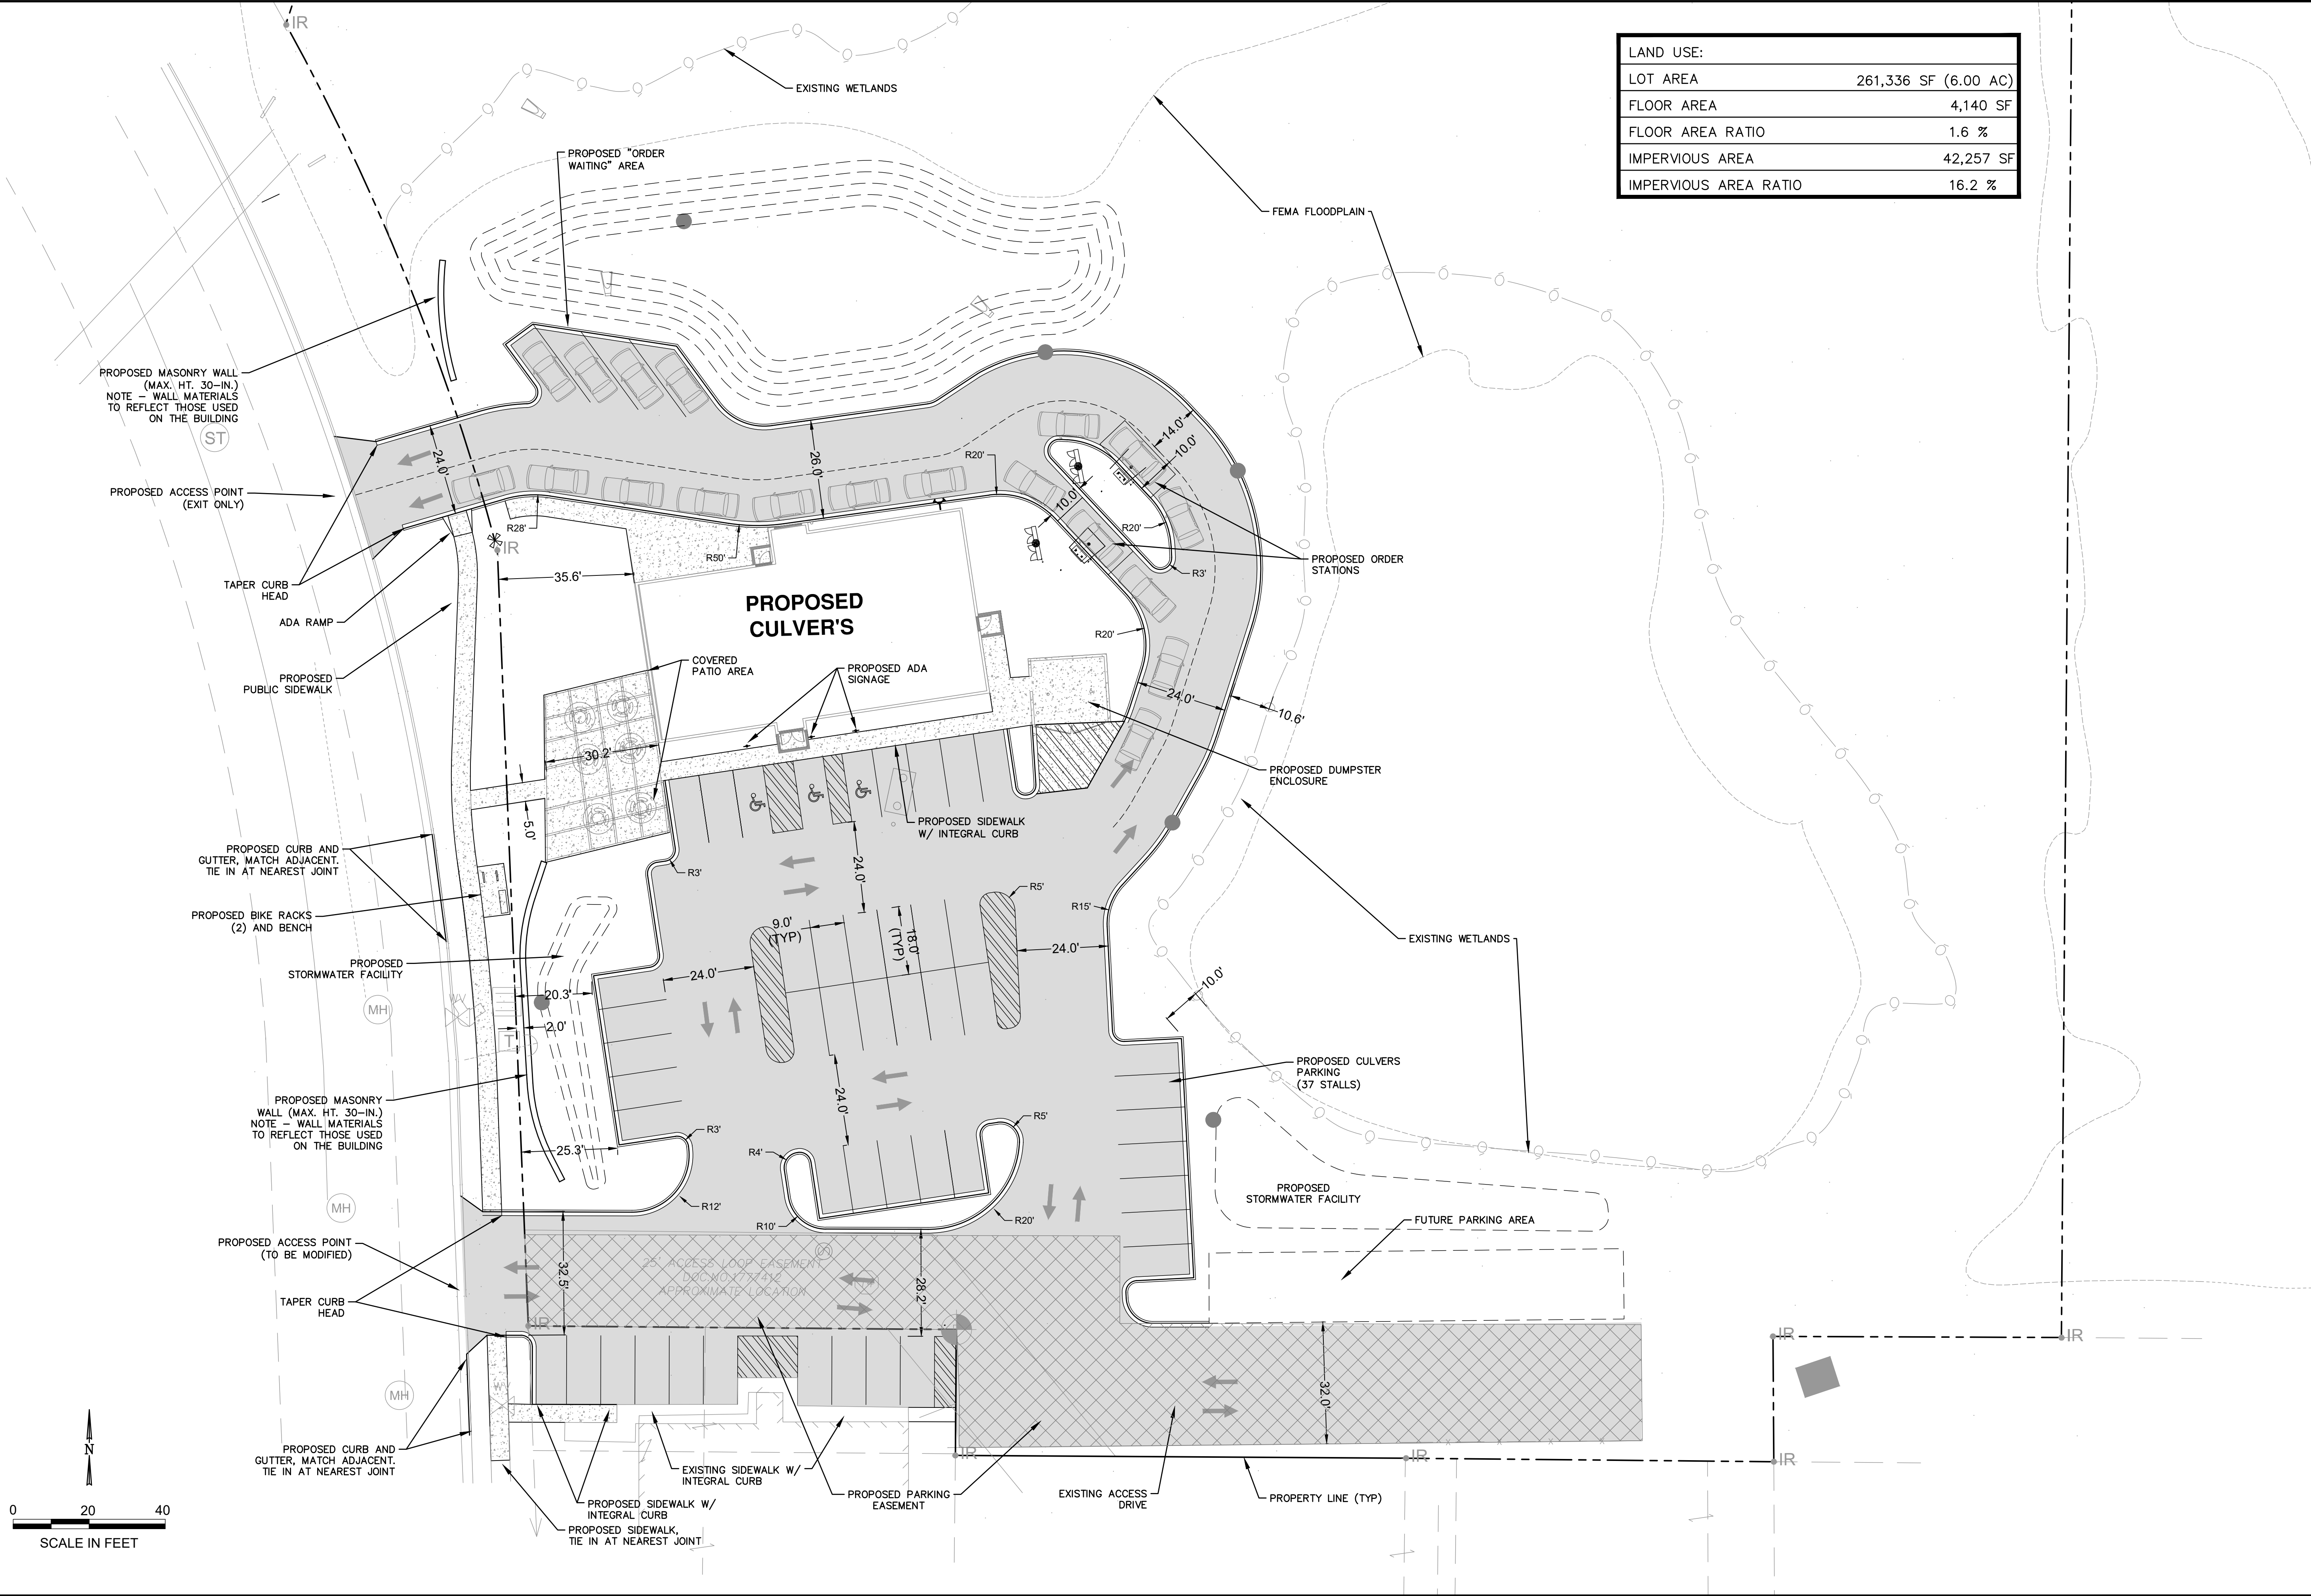 IR
EXISTING WETLANDS
LAND USE:
LOT AREA 261,336 SF (6.00 AC)
FLOOR AREA 4,140 SF
FLOOR AREA RATIO 1.6 %
IMPERVIOUS AREA 42,257 SF
IMPERVIOUS AREA RATIO 16.2 %
PROPOSED "ORDER
WAITING" AREA
FEMA FLOODPLAIN
PROPOSED MASONRY WALL
(MAX. HT. 30-IN.)
NOTE – WALL MATERIALS
TO REFLECT THOSE USED
ON THE BUILDING
ST
24.0'
26.0'
R20'
14.0'
10.0'
10.0'
R20'
PROPOSED ACCESS POINT
(EXIT ONLY)
R28'
IR
R50'
PROPOSED ORDER
STATIONS
R3'
35.6'
TAPER CURB
HEAD
ADA RAMP
PROPOSED
CULVER'S
R20'
PROPOSED
PUBLIC SIDEWALK
COVERED
PATIO AREA
PROPOSED ADA
SIGNAGE
24.0'
10.6'
30.2'
PROPOSED DUMPSTER
ENCLOSURE
5.0'
PROPOSED SIDEWALK
W/ INTEGRAL CURB
PROPOSED CURB AND
GUTTER, MATCH ADJACENT.
TIE IN AT NEAREST JOINT
R3'
24.0'
R5'
R15'
PROPOSED BIKE RACKS
(2) AND BENCH
9.0'
(TYP)
18.0'
(TYP)
24.0'
EXISTING WETLANDS
PROPOSED
STORMWATER FACILITY
24.0'
10.0'
20.3'
WV
MH
2.0'
T
PROPOSED CULVERS
PARKING
(37 STALLS)
24.0'
PROPOSED MASONRY
WALL (MAX. HT. 30-IN.)
NOTE – WALL MATERIALS
TO REFLECT THOSE USED
ON THE BUILDING
R3'
R5'
25.3'
R4'
PROPOSED
STORMWATER FACILITY
MH
R12'
R10'
R20'
FUTURE PARKING AREA
PROPOSED ACCESS POINT
(TO BE MODIFIED)
32.5'
25' ACCESS LOOP EASEMENT
DOC.NO.1777412
APPROXIMATE LOCATION
S
28.2'
TAPER CURB
HEAD
IR
IR
IR
32.0'
MH
WV
N
PROPOSED CURB AND
GUTTER, MATCH ADJACENT.
TIE IN AT NEAREST JOINT
IR
IR
IR
EXISTING SIDEWALK W/
INTEGRAL CURB
PROPOSED PARKING
EASEMENT
EXISTING ACCESS
DRIVE
PROPERTY LINE (TYP)
PROPOSED SIDEWALK W/
INTEGRAL CURB
PROPOSED SIDEWALK,
TIE IN AT NEAREST JOINT
0 20 40
SCALE IN FEET